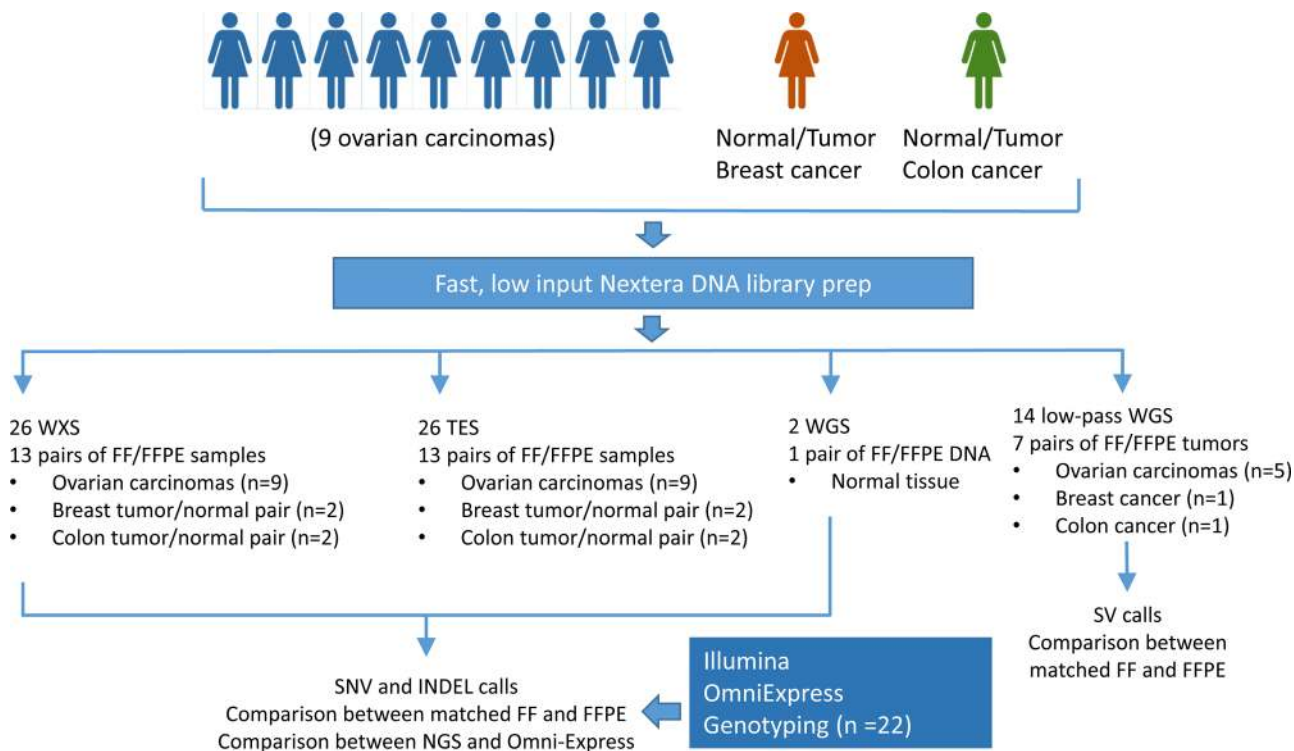 (9 ovarian carcinomas)
Normal/Tumor
Breast cancer
Normal/Tumor
Colon cancer
Fast, low input Nextera DNA library prep
26 WXS
13 pairs of FF/FFPE samples
• Ovarian carcinomas (n=9)
• Breast tumor/normal pair (n=2)
• Colon tumor/normal pair (n=2)
26 TES
13 pairs of FF/FFPE samples
• Ovarian carcinomas (n=9)
• Breast tumor/normal pair (n=2)
• Colon tumor/normal pair (n=2)
2 WGS
1 pair of FF/FFPE DNA
• Normal tissue
14 low-pass WGS
7 pairs of FF/FFPE tumors
• Ovarian carcinomas (n=5)
• Breast cancer (n=1)
• Colon cancer (n=1)
SNV and INDEL calls
Comparison between matched FF and FFPE
Comparison between NGS and Omni-Express
Illumina
OmniExpress
Genotyping (n =22)
SV calls
Comparison between
matched FF and FFPE